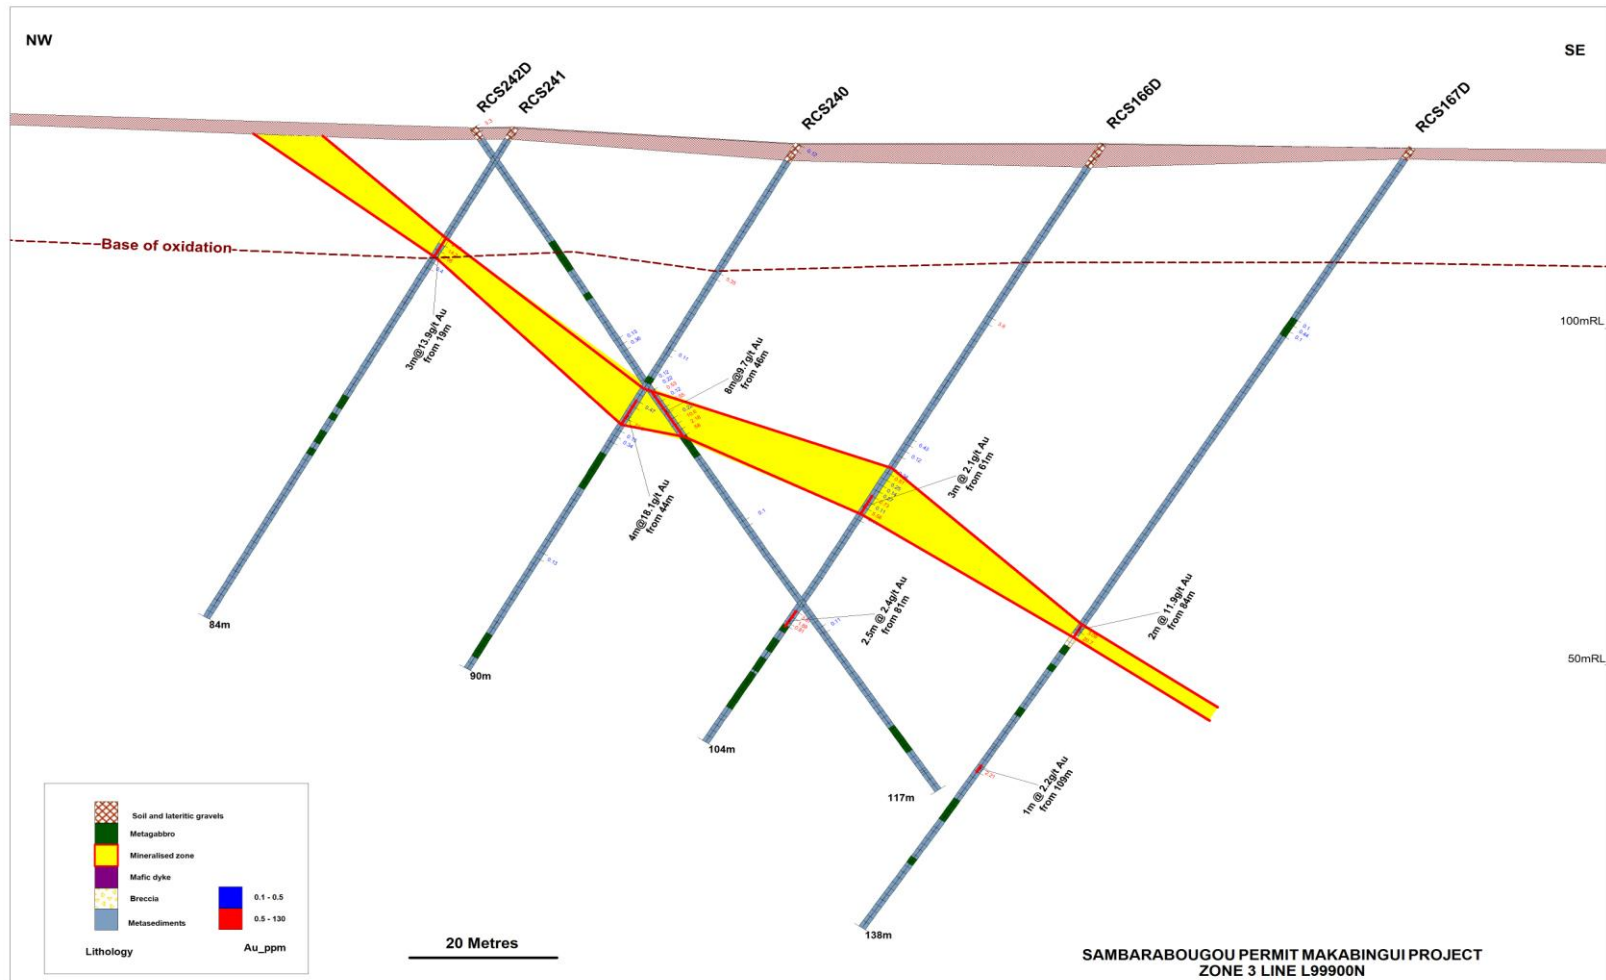 NW
SE
RCS242D
RCS241
RCS240
RCS166D
RCS167D
Base of oxidation
100mRL
50mRL
3m@13.9g/t Au
from 19m
8m@9.7g/t Au
from 46m
4m@18.1g/t Au
from 44m
3m @ 2.1g/t Au
from 61m
2.5m @ 2.4g/t Au
from 81m
2m @ 11.9g/t Au
from 84m
1m @ 2.2g/t Au
from 109m
84m
90m
104m
117m
138m
Soil and lateritic gravels
Metagabbro
Mineralised zone
Mafic dyke
Breccia
Metasediments
Lithology
0.1 - 0.5
0.5 - 130
Au_ppm
20 Metres
SAMBARABOUGOU PERMIT MAKABINGUI PROJECT
ZONE 3 LINE L99900N